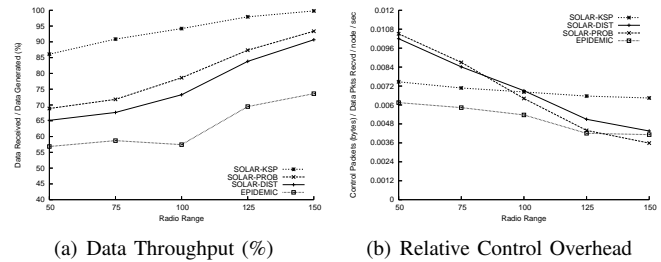 Data Received / Data Generated (%)
100
95
90
85
80
75
70
65
60
55
50
45
40
50
75
100
125
150
Radio Range
SOLAR-KSP
SOLAR-PROB
SOLAR-DIST
EPIDEMIC
(a) Data Throughput (%)
Control Packets (bytes) / Data Pkts Recvd / node / sec
0.012
0.0108
0.0096
0.0084
0.0072
0.006
0.0048
0.0036
0.0024
0.0012
0
50
75
100
125
150
Radio Range
SOLAR-KSP
SOLAR-DIST
SOLAR-PROB
EPIDEMIC
(b) Relative Control Overhead